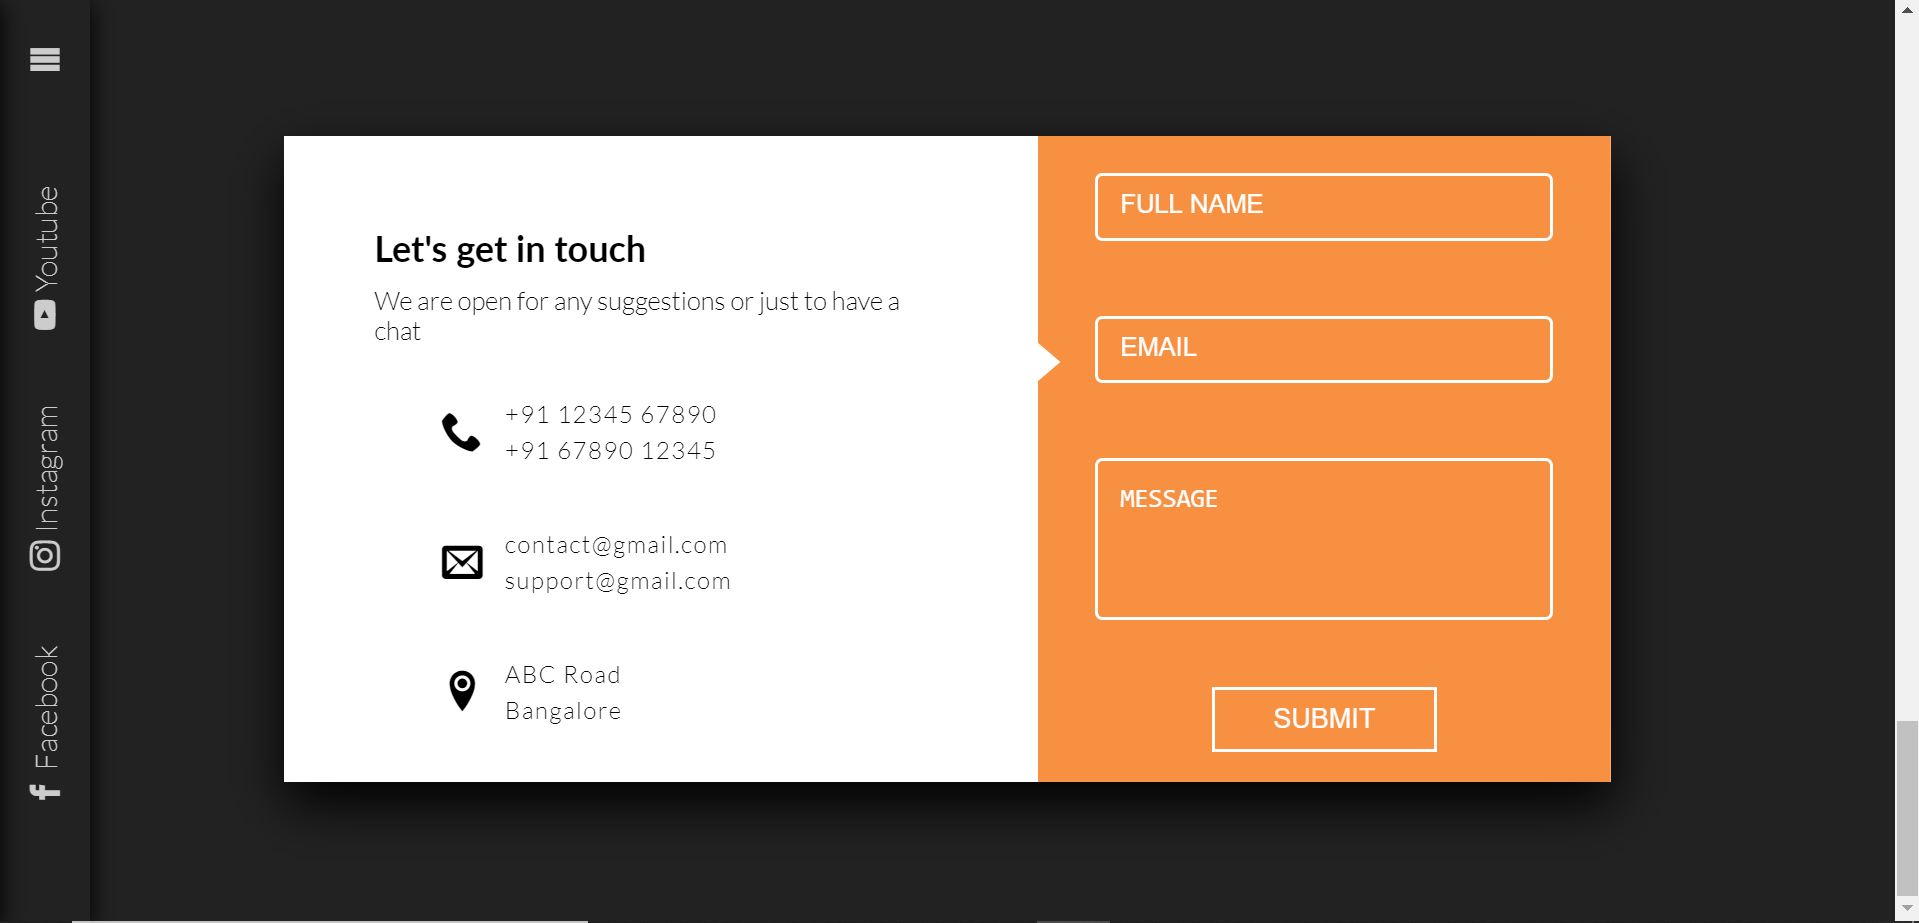 Youtube
Instagram
Facebook
Let's get in touch
We are open for any suggestions or just to have a
chat
+91 12345 67890
+91 67890 12345
contact@gmail.com
support@gmail.com
ABC Road
Bangalore
FULL NAME
EMAIL
MESSAGE
SUBMIT